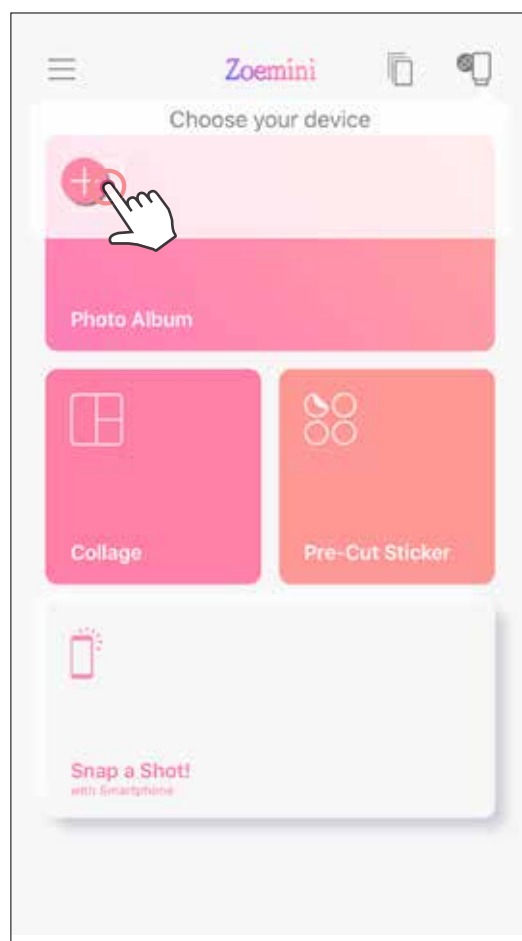 Zoemini
Choose your device
Photo Album
Collage
Pre-Cut Sticker
Snap a Shot!
with Smartphone